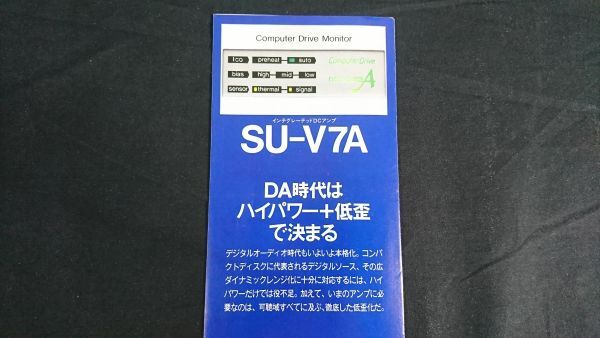 Computer Drive Monitor
Ico preheat auto Computer Drive
bias high mid low
A
sensor thermal signal
インテグレーテッドDCアンプ
SU-V7A
DA時代は
ハイパワー+低歪
で決まる
デジタルオーディオ時代もいよいよ本格化。コンパ
クトディスクに代表されるデジタルソース、その広
ダイナミックレンジ化に十分に対応するには、ハイ
パワーだけでは役不足。加えて、いまのアンプに必
要なのは、可聴域すべてに及ぶ、徹底した低歪化だ。